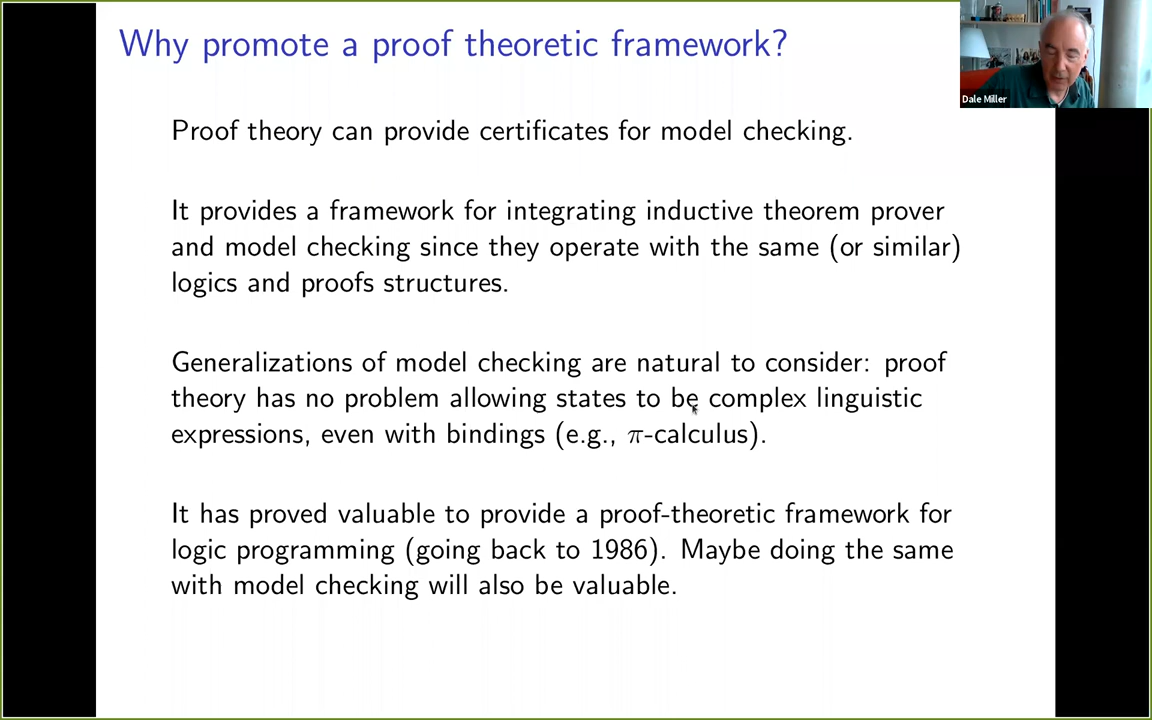 Why promote a proof theoretic framework?
Dale Miller
Proof theory can provide certificates for model checking.
It provides a framework for integrating inductive theorem prover
and model checking since they operate with the same (or similar)
logics and proofs structures.
Generalizations of model checking are natural to consider: proof
theory has no problem allowing states to be complex linguistic
expressions, even with bindings (e.g., π-calculus).
It has proved valuable to provide a proof-theoretic framework for
logic programming (going back to 1986). Maybe doing the same
with model checking will also be valuable.